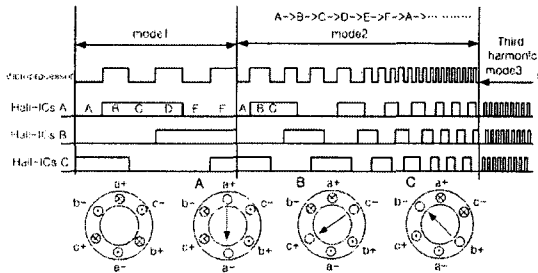 A->B->C->D->E->F->A->⋯ ⋯⋯⋯
mode1
mode2
Third
harmonic
mode3
Hall-ICs A
A B C D E F A B C
Hall-ICs B
Hall-ICs C
A B C
a+ a+ a+ a+
b- c- b- c- b- c- b- c-
c+ b+ c+ b+ c+ b+ c+ b+
a- a- a- a-